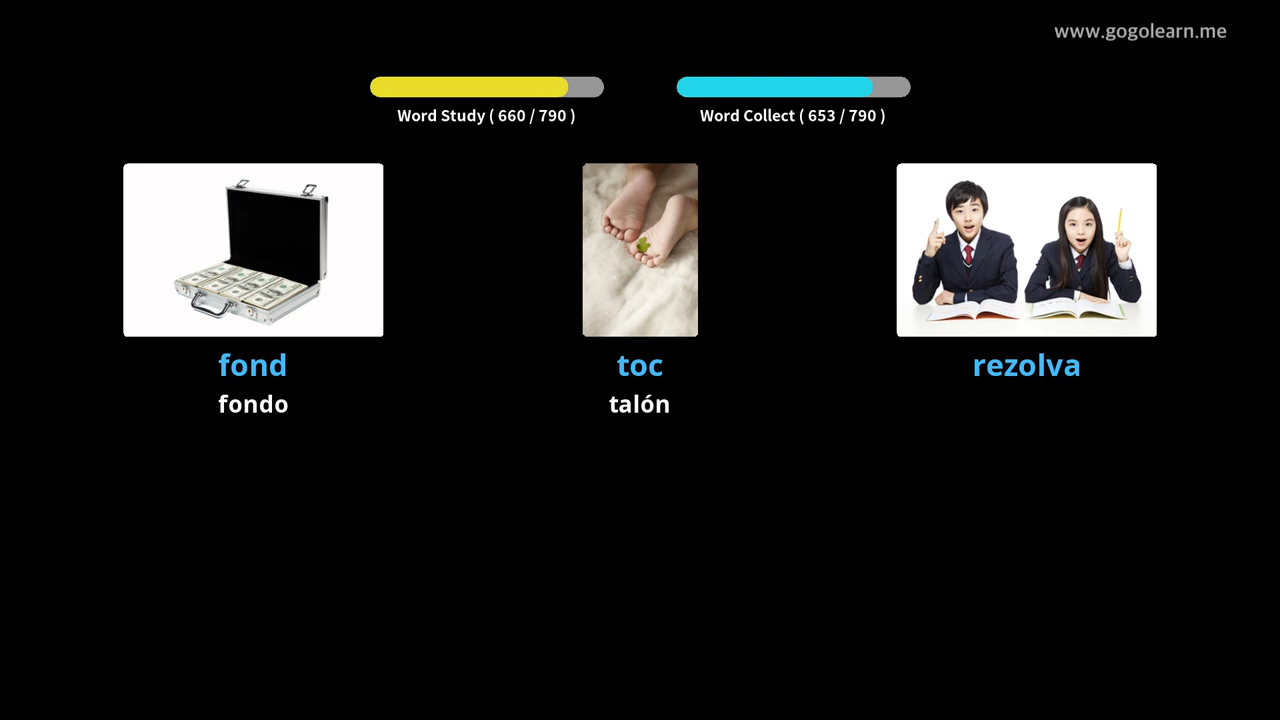 www.gogolearn.me
Word Study ( 660 / 790 )
Word Collect ( 653 / 790 )
fond
fondo
toc
talón
rezolva